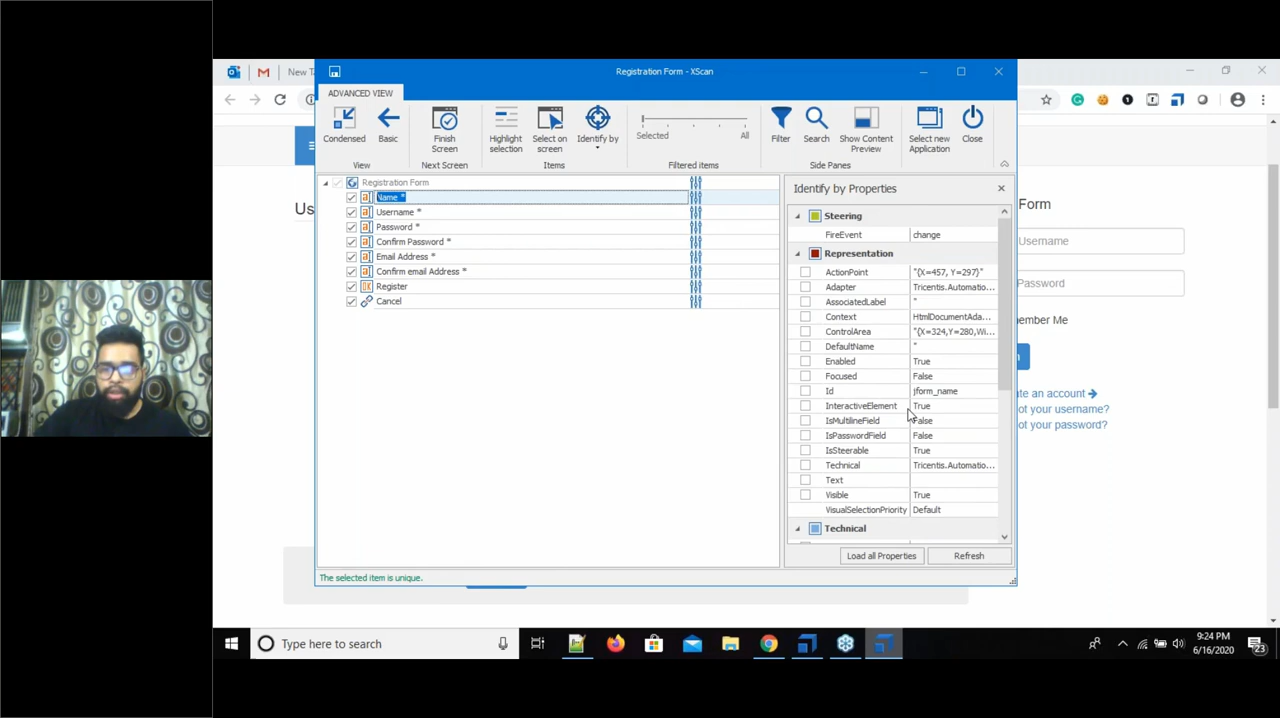 Registration Form - XScan
New Ta
ADVANCED VIEW
Condensed
Basic
Finish Screen
Highlight selection
Select on screen
Identify by
Selected
All
Filter
Search
Show Content Preview
Select new Application
Close
View
Next Screen
Items
Filtered items
Side Panes
Us
Registration Form
Name *
Username *
Password *
Confirm Password *
Email Address *
Confirm email Address *
Register
Cancel
The selected item is unique.
Identify by Properties
Steering
FireEvent change
Representation
ActionPoint "{X=457, Y=297}"
Adapter Tricentis.Automatio...
AssociatedLabel "
Context HtmlDocumentAda...
ControlArea "{X=324,Y=280,Wi...
DefaultName "
Enabled True
Focused False
Id jform_name
InteractiveElement True
IsMultilineField False
IsPasswordField False
IsSteerable True
Technical Tricentis.Automatio...
Text
Visible True
VisualSelectionPriority Default
Technical
Load all Properties
Refresh
Form
Username
Password
ember Me
ate an account
ot your username?
ot your password?
Type here to search
9:24 PM
6/16/2020
23